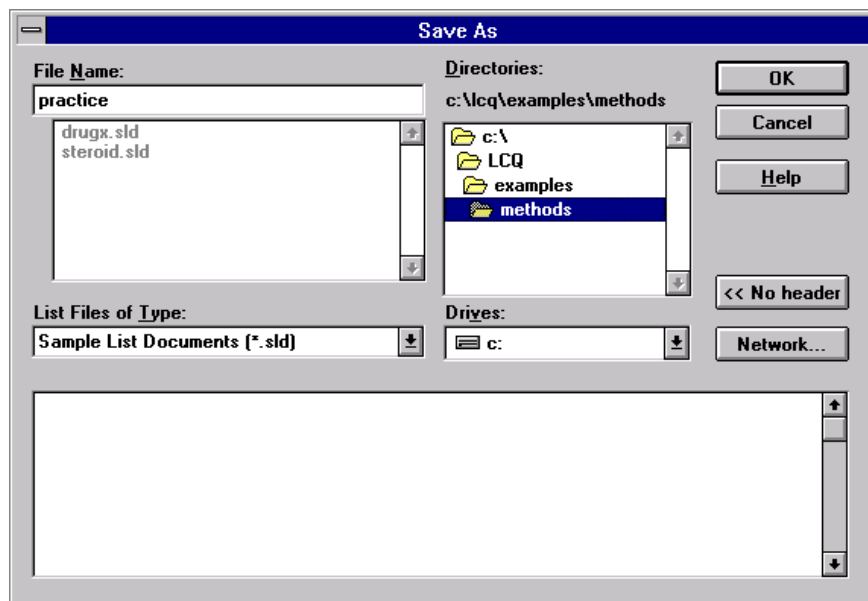 Save As
File Name:
practice
drugx.sld
steroid.sld
List Files of Type:
Sample List Documents (*.sld)
Directories:
c:\lcq\examples\methods
c:\
LCQ
examples
methods
Drives:
c:
OK
Cancel
Help
<< No header
Network...